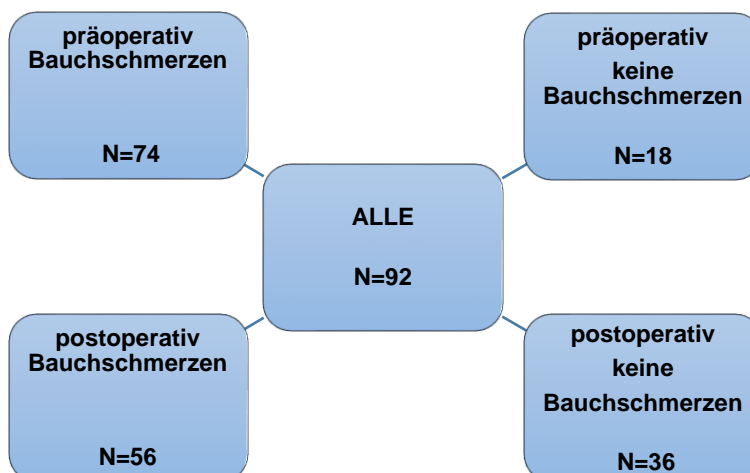 präoperativ
Bauchschmerzen
N=74
präoperativ
keine
Bauchschmerzen
N=18
ALLE
N=92
postoperativ
Bauchschmerzen
N=56
postoperativ
keine
Bauchschmerzen
N=36